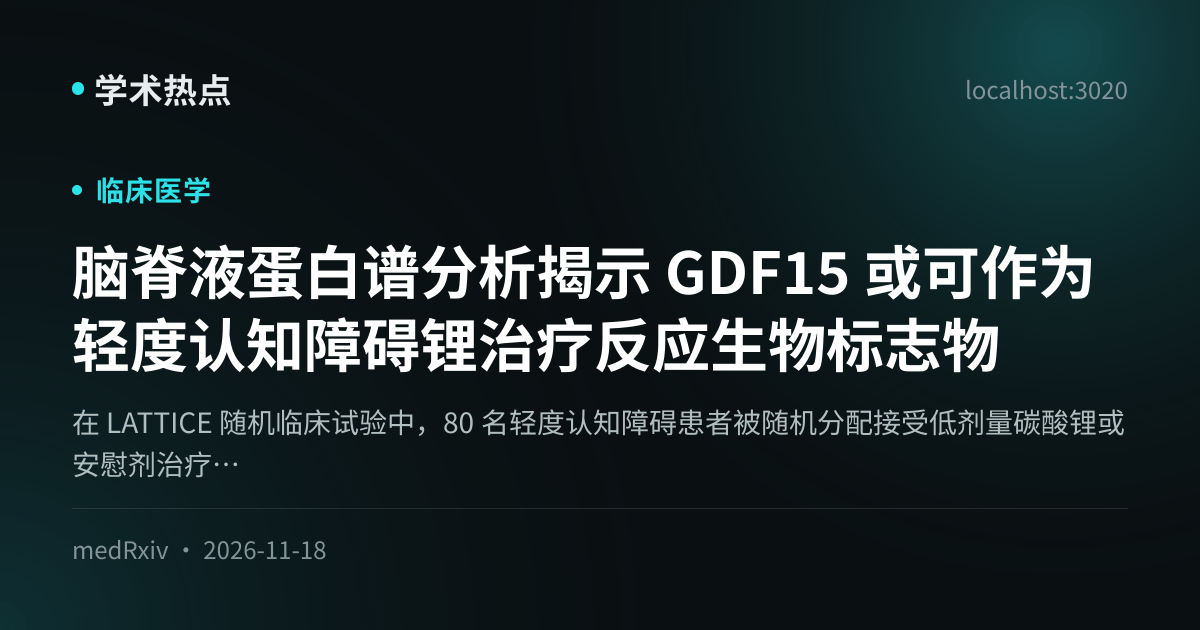 学术热点
localhost:3020
临床医学
脑脊液蛋白谱分析揭示 GDF15 或可作为
轻度认知障碍锂治疗反应生物标志物
在 LATTICE 随机临床试验中，80 名轻度认知障碍患者被随机分配接受低剂量碳酸锂或
安慰剂治疗…
medRxiv · 2026-11-18